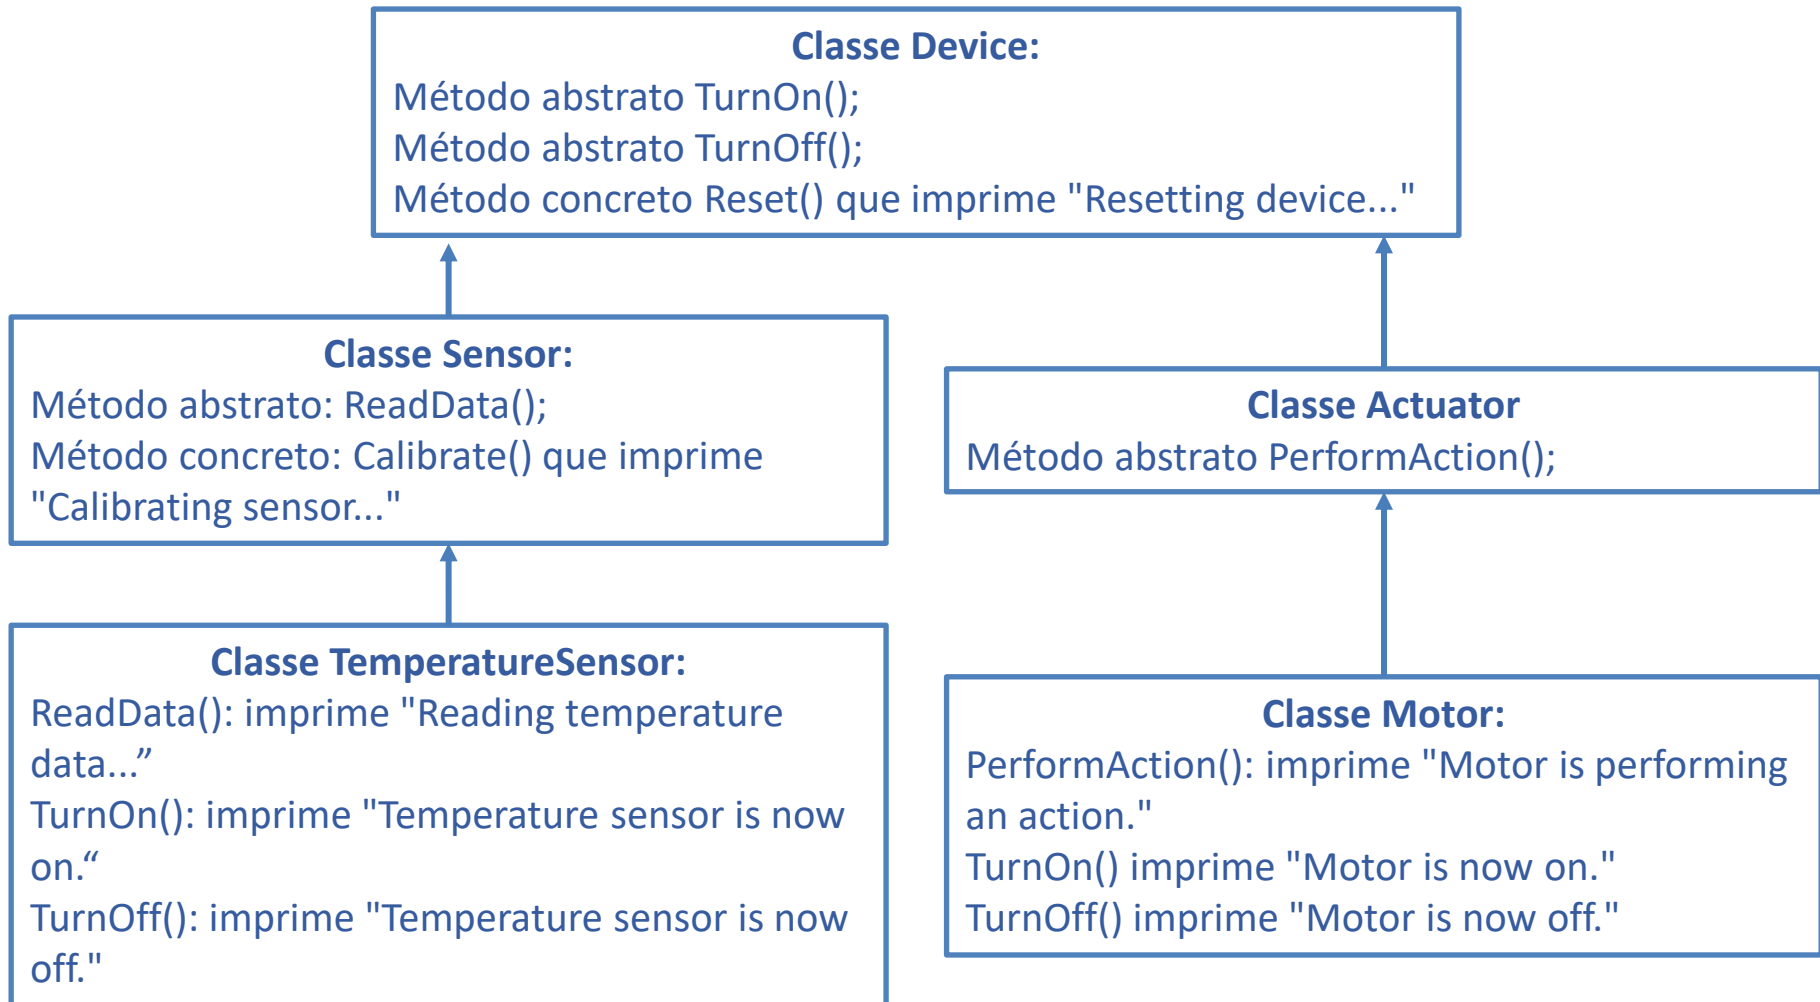 Classe Device:
Método abstrato TurnOn();
Método abstrato TurnOff();
Método concreto Reset() que imprime "Resetting device..."
Classe Sensor:
Método abstrato: ReadData();
Método concreto: Calibrate() que imprime
"Calibrating sensor..."
Classe Actuator
Método abstrato PerformAction();
Classe TemperatureSensor:
ReadData(): imprime "Reading temperature
data...”
TurnOn(): imprime "Temperature sensor is now
on.“
TurnOff(): imprime "Temperature sensor is now
off."
Classe Motor:
PerformAction(): imprime "Motor is performing
an action."
TurnOn() imprime "Motor is now on."
TurnOff() imprime "Motor is now off."